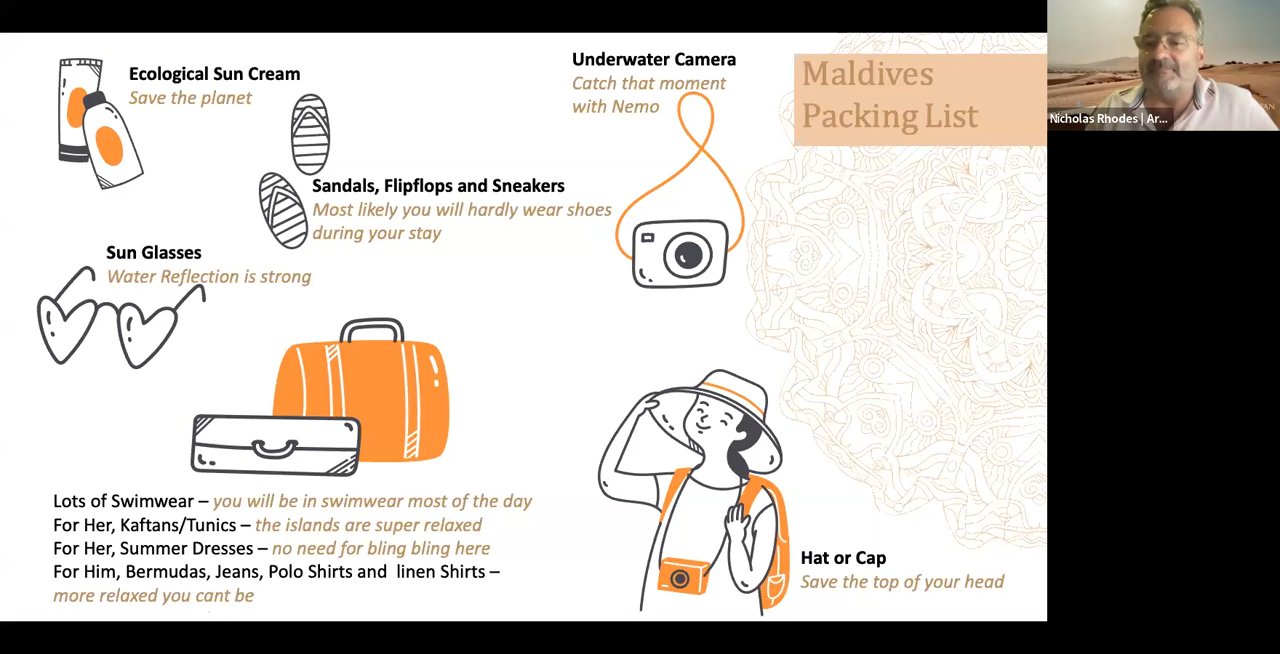 Ecological Sun Cream
Save the planet
Underwater Camera
Catch that moment
with Nemo
Maldives
Packing List
Nicholas Rhodes | Ar...
Sandals, Flipflops and Sneakers
Most likely you will hardly wear shoes
during your stay
Sun Glasses
Water Reflection is strong
Lots of Swimwear – you will be in swimwear most of the day
For Her, Kaftans/Tunics – the islands are super relaxed
For Her, Summer Dresses – no need for bling bling here
For Him, Bermudas, Jeans, Polo Shirts and linen Shirts –
more relaxed you cant be
Hat or Cap
Save the top of your head